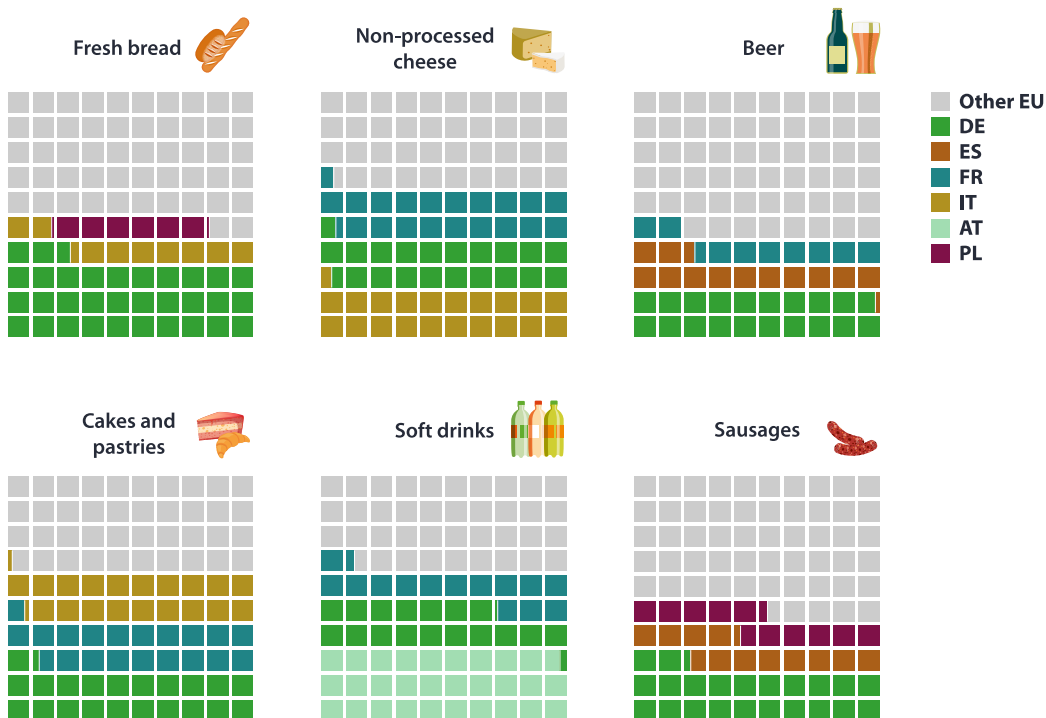 Fresh bread
Non-processed
cheese
Beer
Other EU
DE
ES
FR
IT
AT
PL
Cakes and
pastries
Soft drinks
Sausages